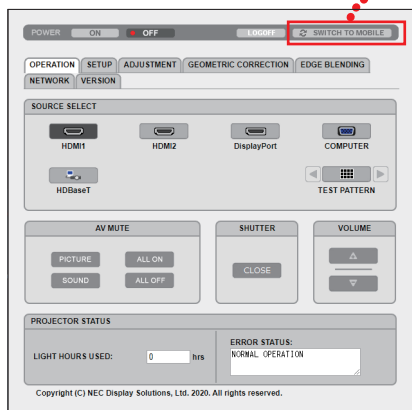 POWER ON OFF LOGOFF SWITCH TO MOBILE
OPERATION SETUP ADJUSTMENT GEOMETRIC CORRECTION EDGE BLENDING
NETWORK VERSION
SOURCE SELECT
HDMI1 HDMI2 DisplayPort COMPUTER
HDBaseT TEST PATTERN
AV MUTE SHUTTER VOLUME
PICTURE ALL ON
CLOSE
SOUND ALL OFF
PROJECTOR STATUS
ERROR STATUS:
LIGHT HOURS USED: 0 hrs NORMAL OPERATION
Copyright (C) NEC Display Solutions, Ltd. 2020. All rights reserved.